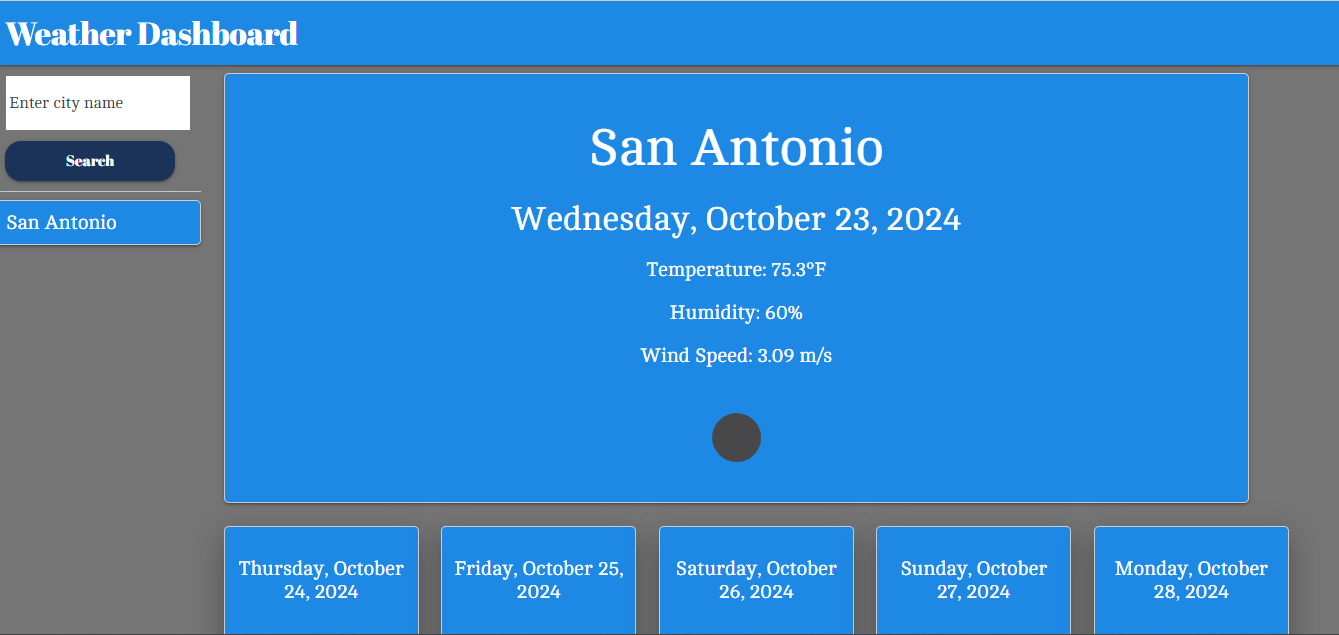 Weather Dashboard
Enter city name
Search
San Antonio
San Antonio
Wednesday, October 23, 2024
Temperature: 75.3°F
Humidity: 60%
Wind Speed: 3.09 m/s
Thursday, October
24, 2024
Friday, October 25,
2024
Saturday, October
26, 2024
Sunday, October
27, 2024
Monday, October
28, 2024